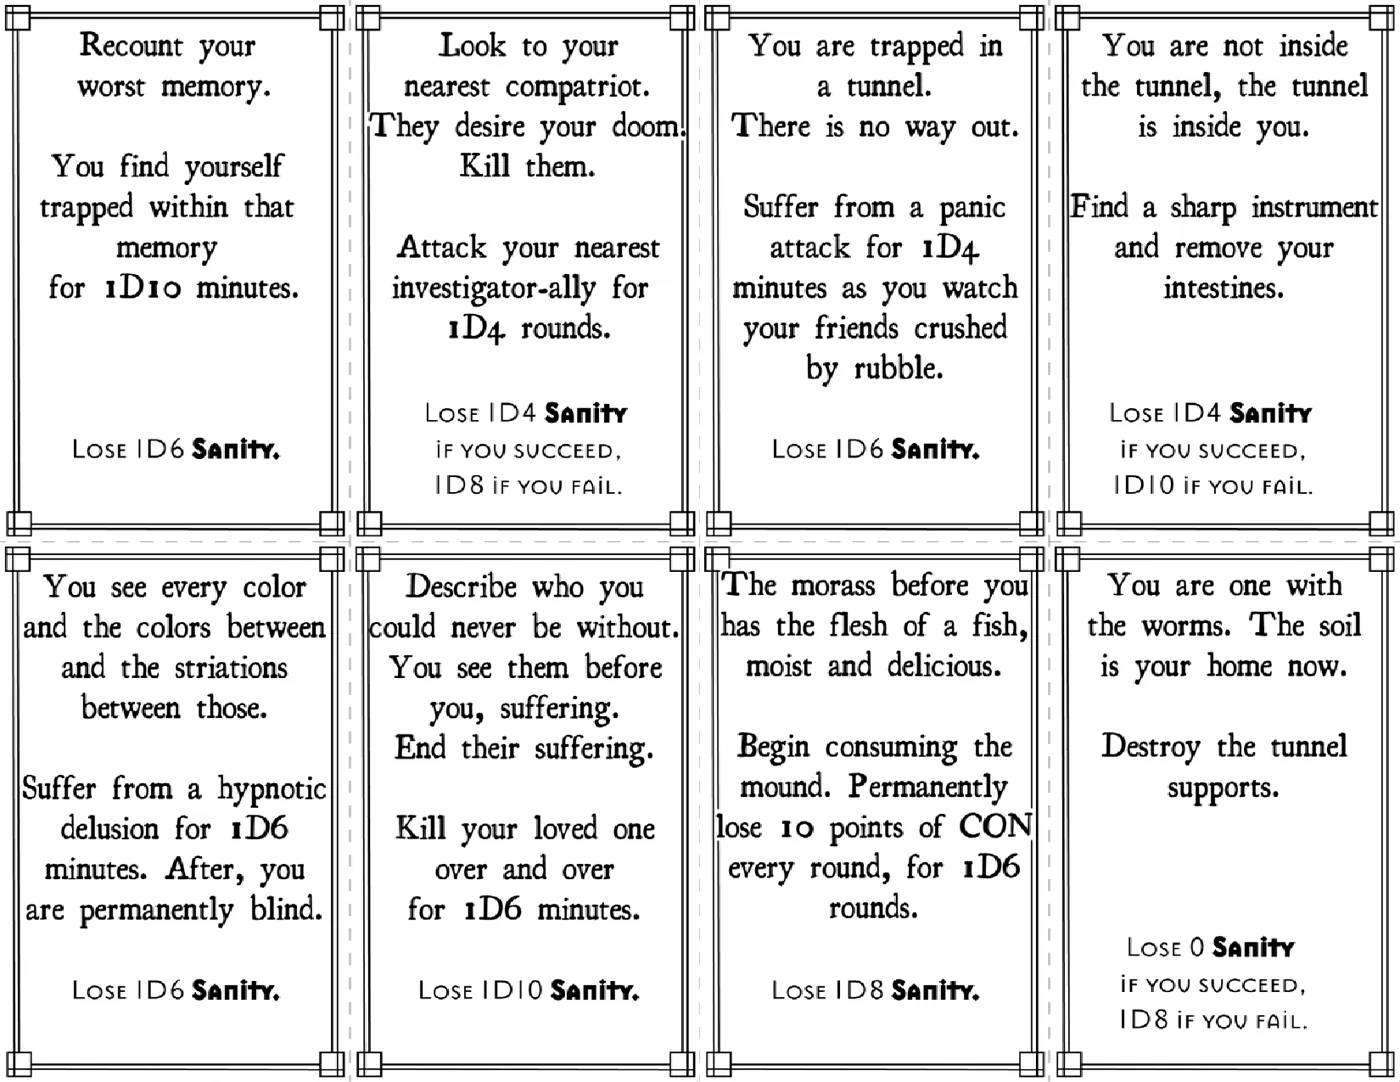 Recount your
worst memory.
You find yourself
trapped within that
memory
for 1D10 minutes.
Lose 1D6 Sanity.
Look to your
nearest compatriot.
They desire your doom.
Kill them.
Attack your nearest
investigator-ally for
1D4 rounds.
Lose 1D4 Sanity
if you succeed,
1D8 if you fail.
You are trapped in
a tunnel.
There is no way out.
Suffer from a panic
attack for 1D4
minutes as you watch
your friends crushed
by rubble.
Lose 1D6 Sanity.
You are not inside
the tunnel, the tunnel
is inside you.
Find a sharp instrument
and remove your
intestines.
Lose 1D4 Sanity
if you succeed,
1D10 if you fail.
You see every color
and the colors between
and the striations
between those.
Suffer from a hypnotic
delusion for 1D6
minutes. After, you
are permanently blind.
Lose 1D6 Sanity.
Describe who you
could never be without.
You see them before
you, suffering.
End their suffering.
Kill your loved one
over and over
for 1D6 minutes.
Lose 1D10 Sanity.
The morass before you
has the flesh of a fish,
moist and delicious.
Begin consuming the
mound. Permanently
lose 10 points of CON
every round, for 1D6
rounds.
Lose 1D8 Sanity.
You are one with
the worms. The soil
is your home now.
Destroy the tunnel
supports.
Lose 0 Sanity
if you succeed,
1D8 if you fail.